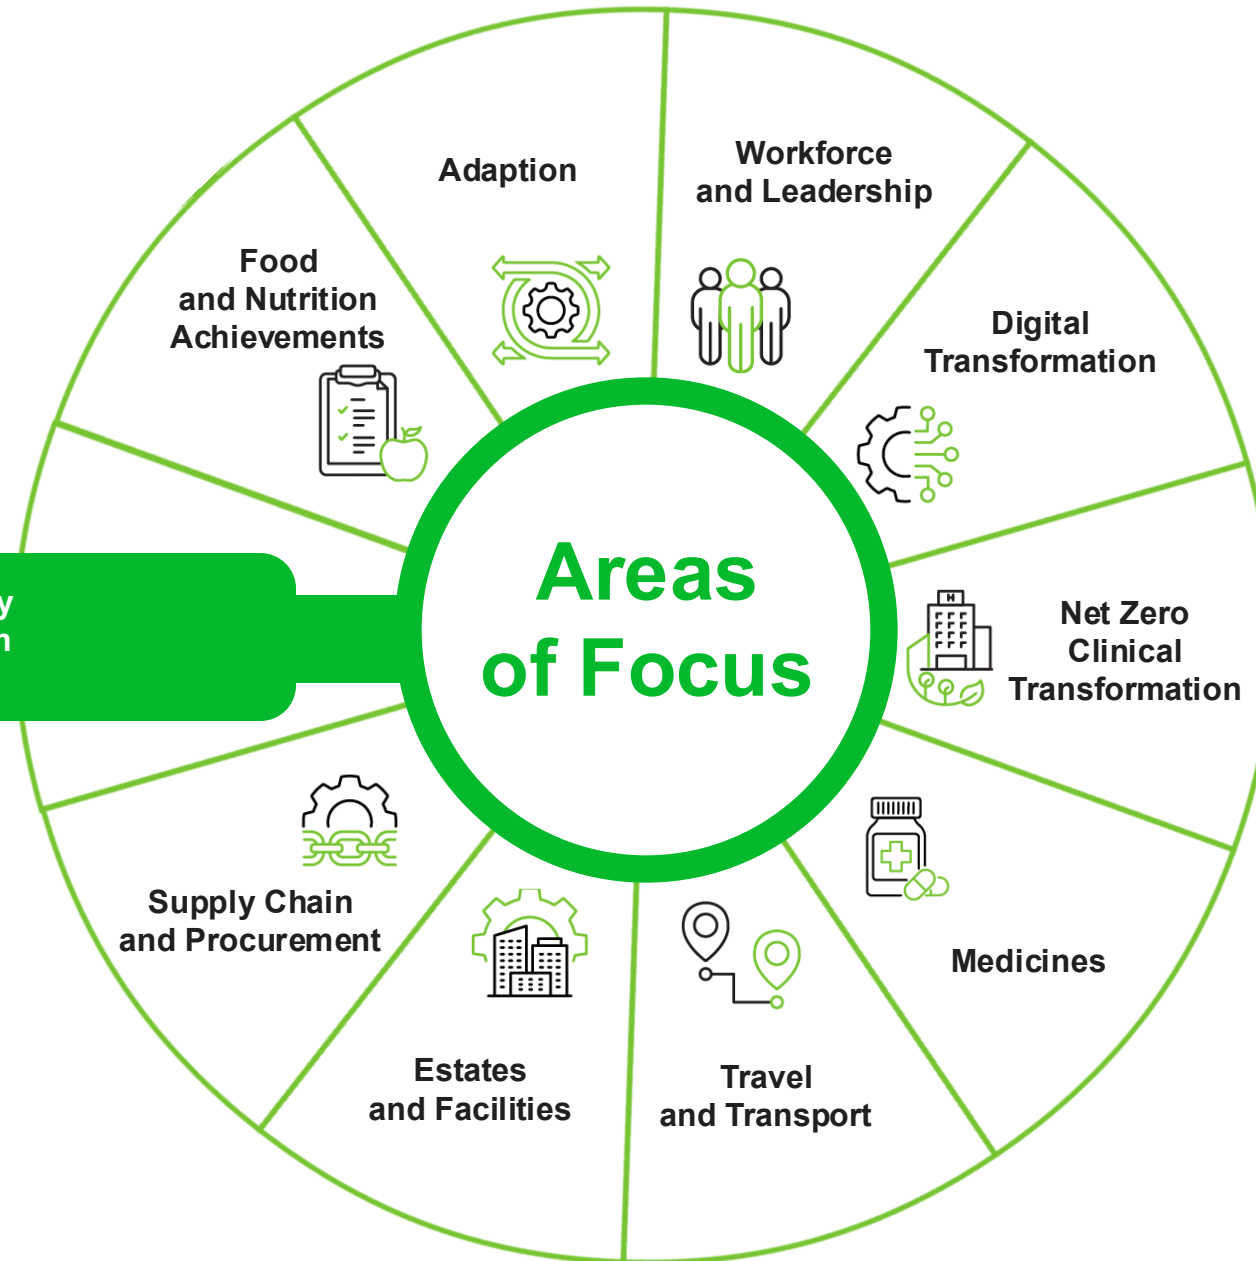 Areas
of Focus
Adaption
Workforce
and Leadership
Digital
Transformation
Net Zero
Clinical
Transformation
Medicines
Travel
and Transport
Estates
and Facilities
Supply Chain
and Procurement
Food
and Nutrition
Achievements
H